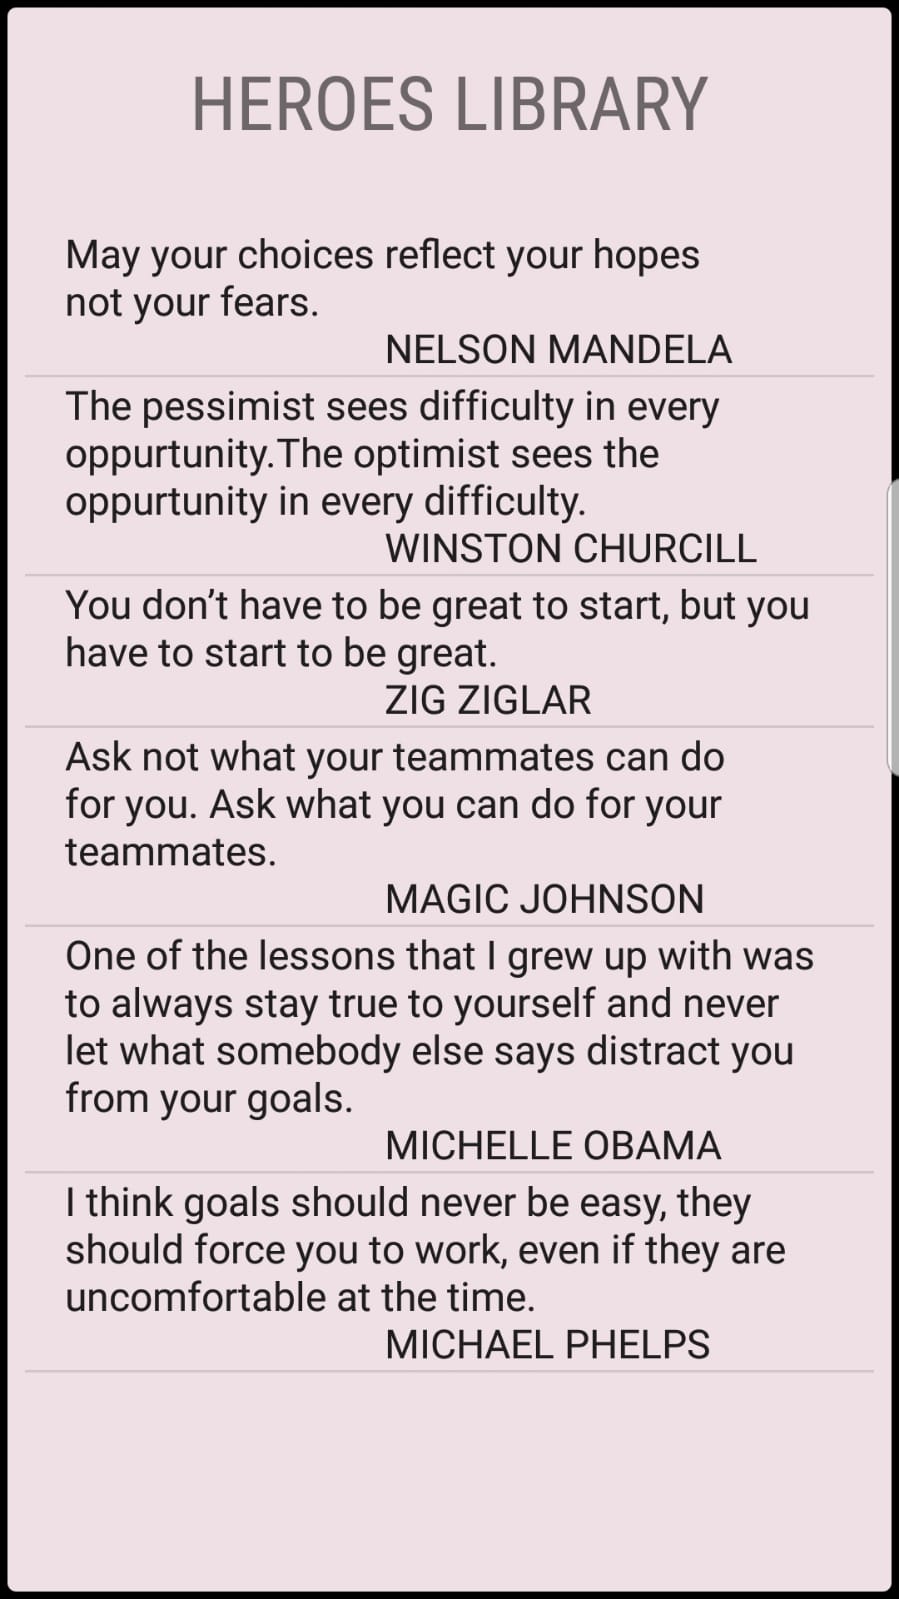 HEROES LIBRARY
May your choices reflect your hopes
not your fears.
NELSON MANDELA
The pessimist sees difficulty in every
oppurtunity.The optimist sees the
oppurtunity in every difficulty.
WINSTON CHURCILL
You don’t have to be great to start, but you
have to start to be great.
ZIG ZIGLAR
Ask not what your teammates can do
for you. Ask what you can do for your
teammates.
MAGIC JOHNSON
One of the lessons that I grew up with was
to always stay true to yourself and never
let what somebody else says distract you
from your goals.
MICHELLE OBAMA
I think goals should never be easy, they
should force you to work, even if they are
uncomfortable at the time.
MICHAEL PHELPS